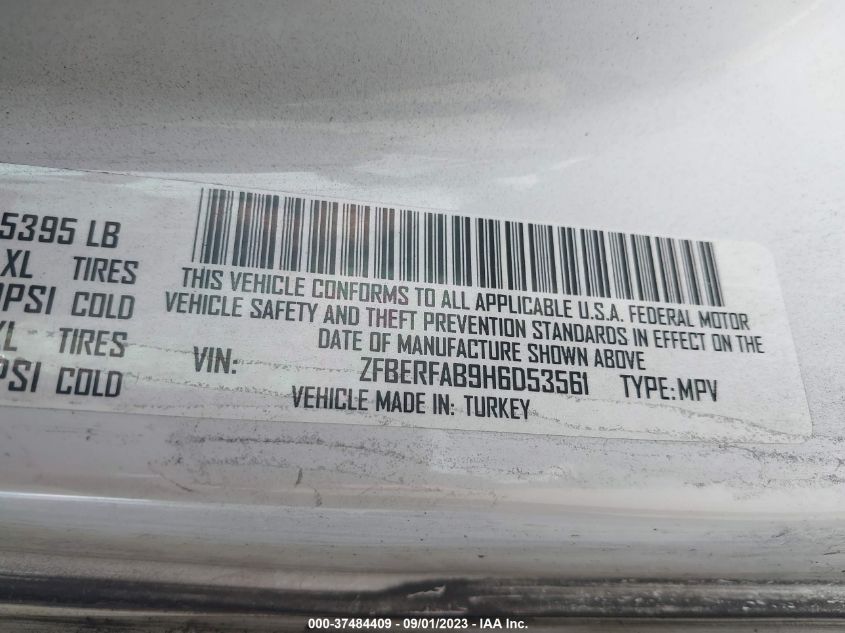 5395 LB
XL TIRES
PSI COLD
XL TIRES
PSI COLD
THIS VEHICLE CONFORMS TO ALL APPLICABLE U.S.A. FEDERAL MOTOR
VEHICLE SAFETY AND THEFT PREVENTION STANDARDS IN EFFECT ON THE
DATE OF MANUFACTURE SHOWN ABOVE
VIN: ZFBERFAB9H6D53561 TYPE: MPV
VEHICLE MADE IN: TURKEY
000-37484409 - 09/01/2023 - IAA Inc.